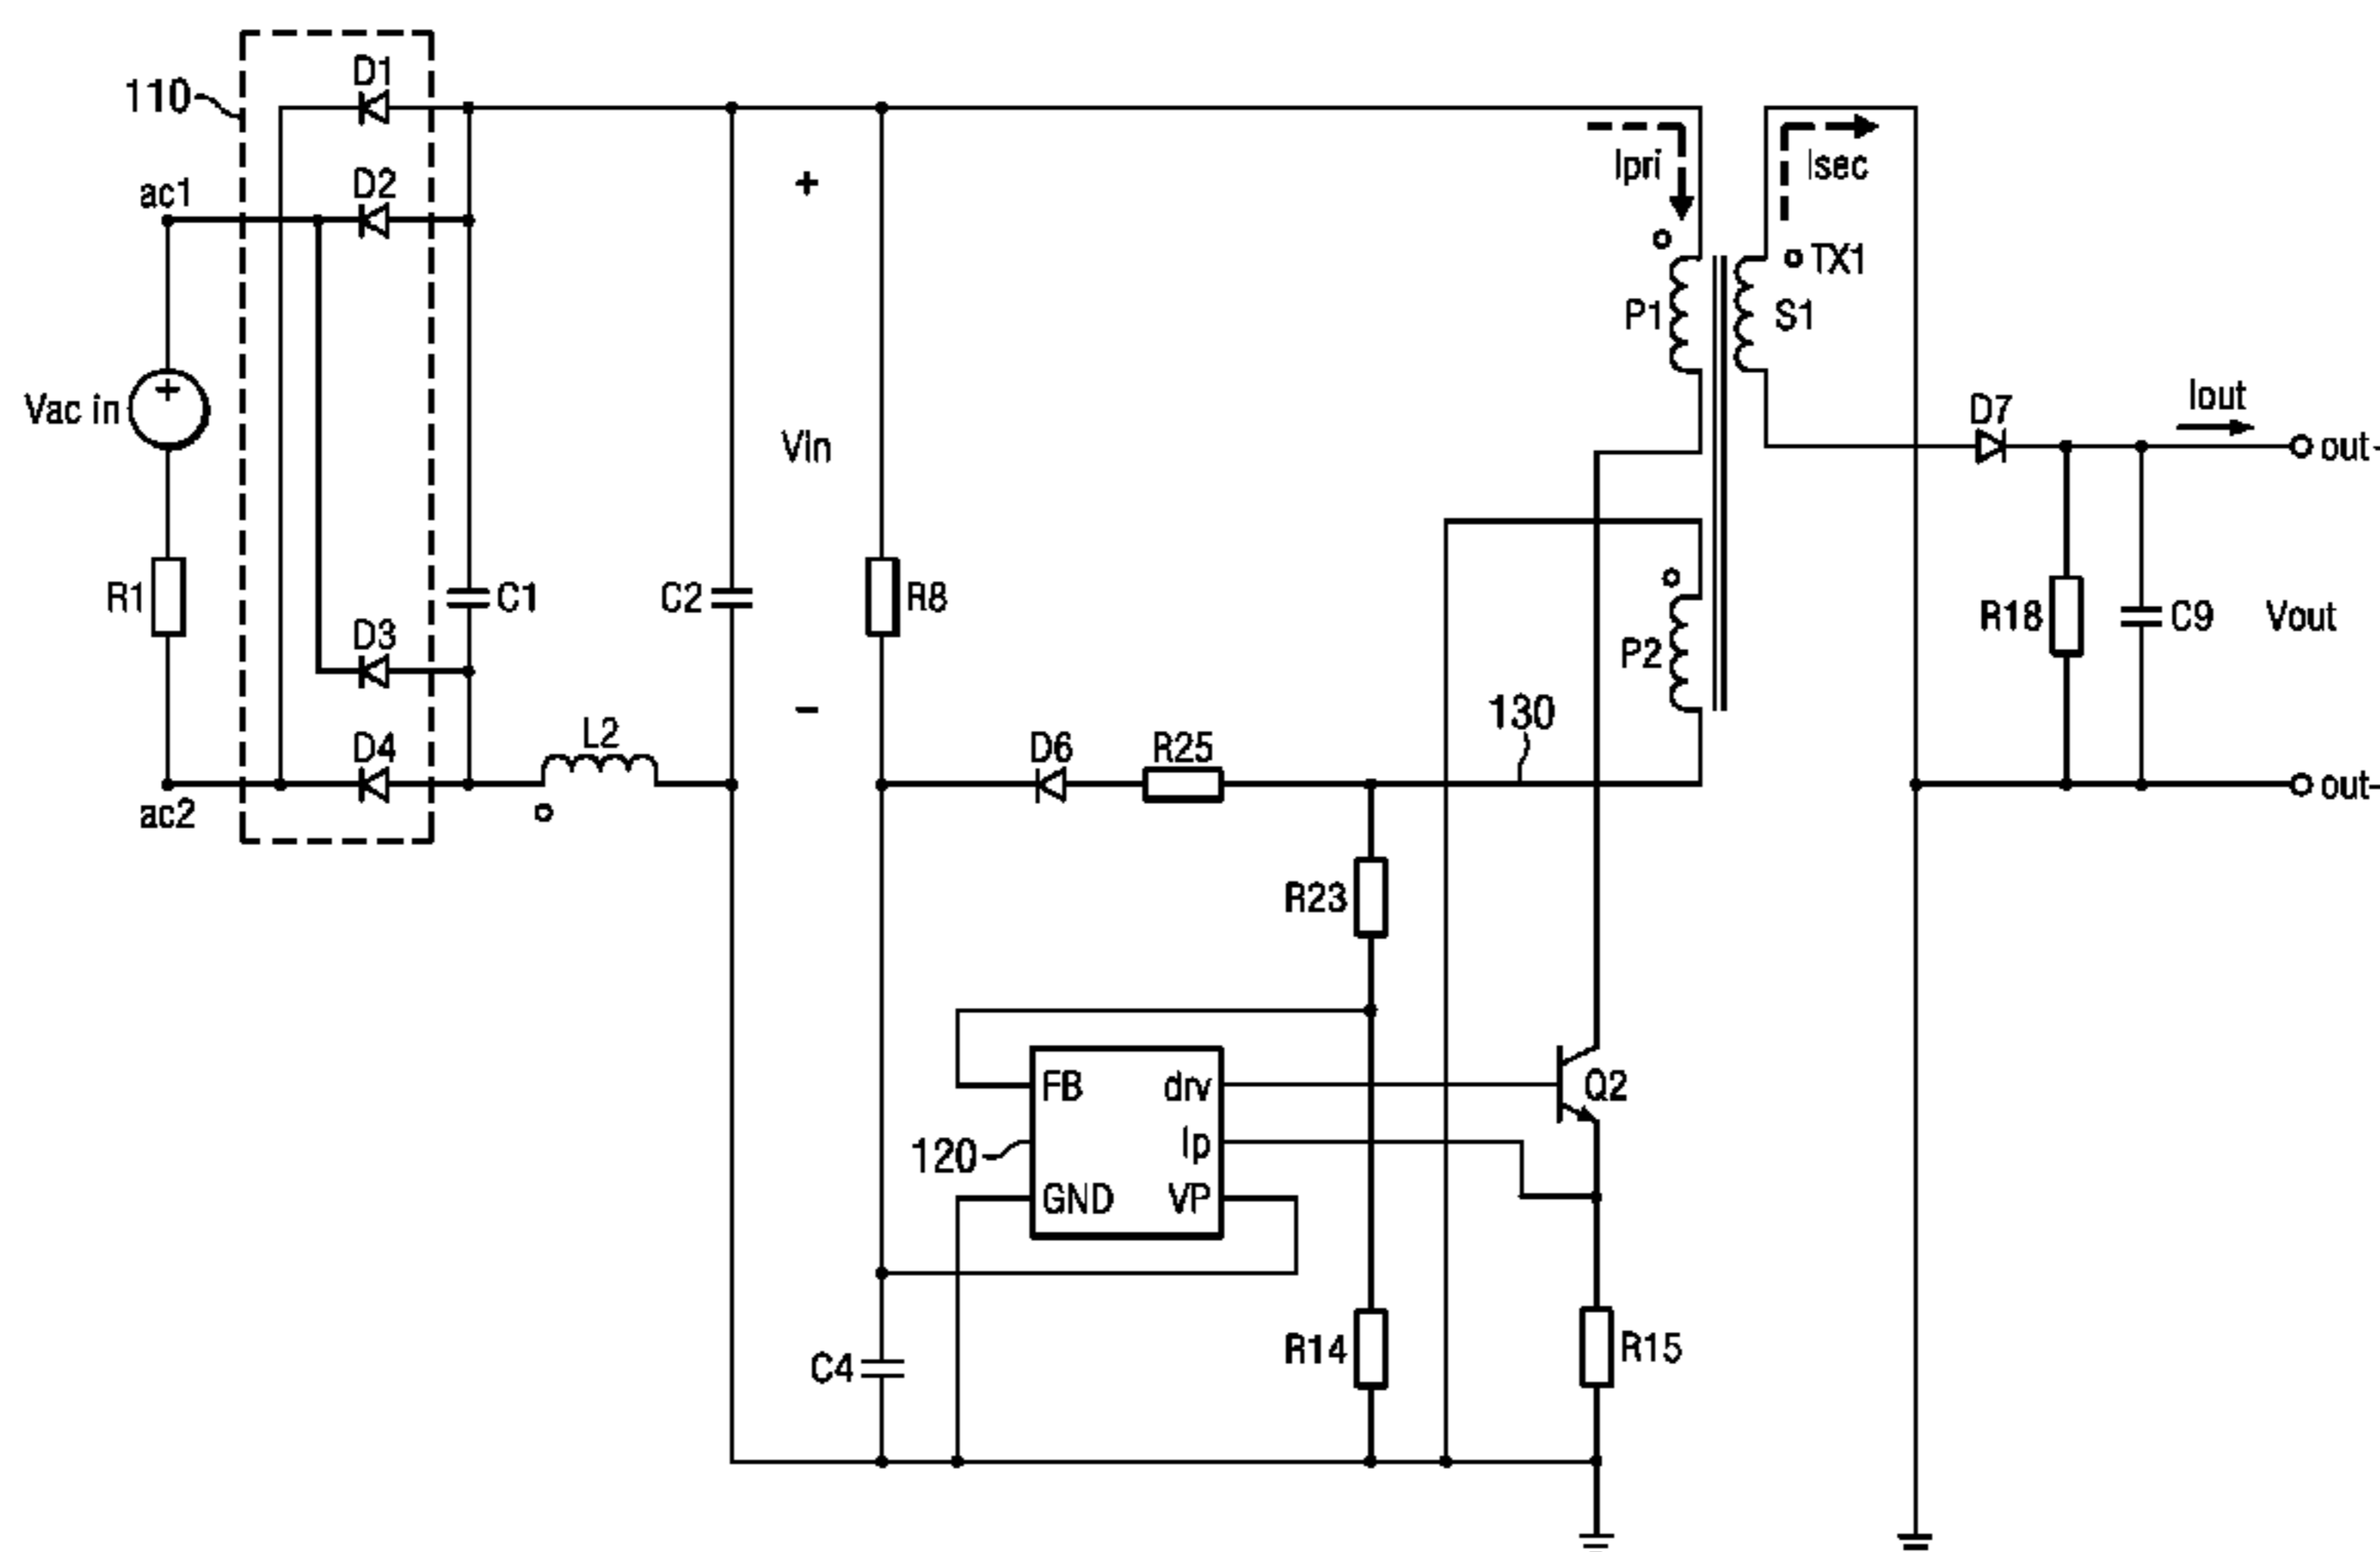 110
D1
D2
ac1
Vac in
+
R1
D3
D4
ac2
C1
L2
C2
+
Vin
-
R8
D6
R25
130
R23
FB
drv
Ip
GND
VP
120
C4
R14
R15
Q2
Ipri
P1
P2
Isec
TX1
S1
D7
Iout
out-
R18
C9
Vout
out-